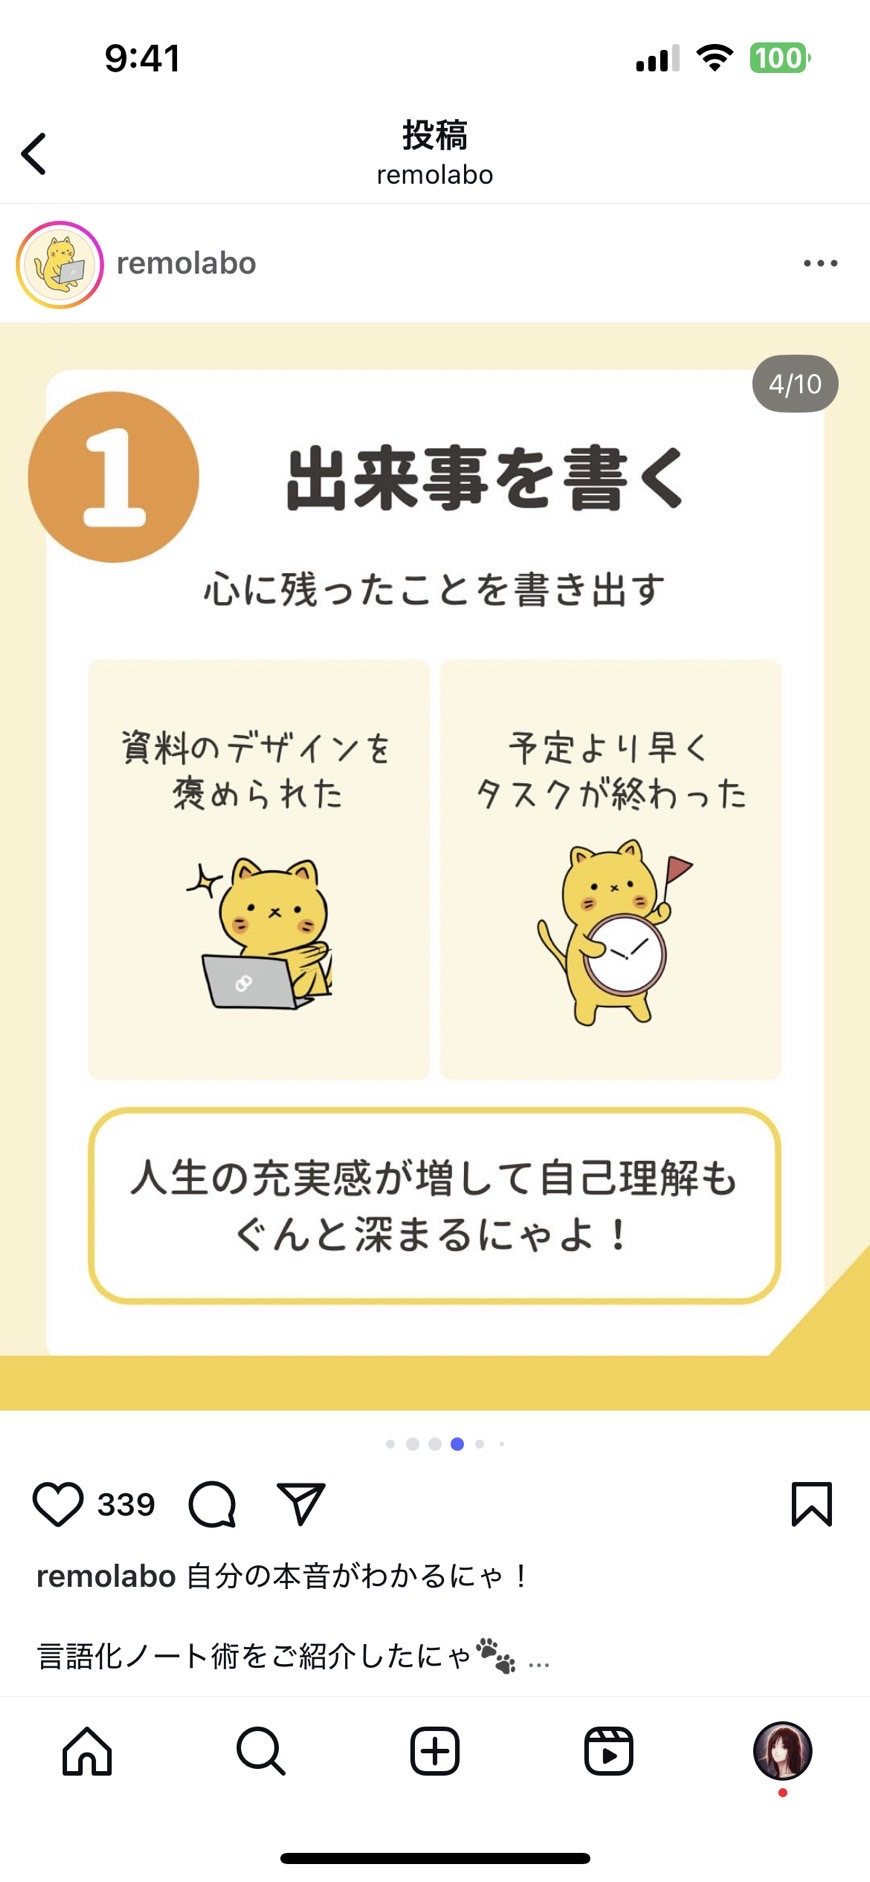 9:41
100
投稿
remolabo
remolabo
4/10
1
出来事を書く
心に残ったことを書き出す
資料のデザインを
褒められた
予定より早く
タスクが終わった
人生の充実感が増して自己理解も
ぐんと深まるにゃよ！
339
remolabo 自分の本音がわかるにゃ！
言語化ノート術をご紹介したにゃ🐾 ...